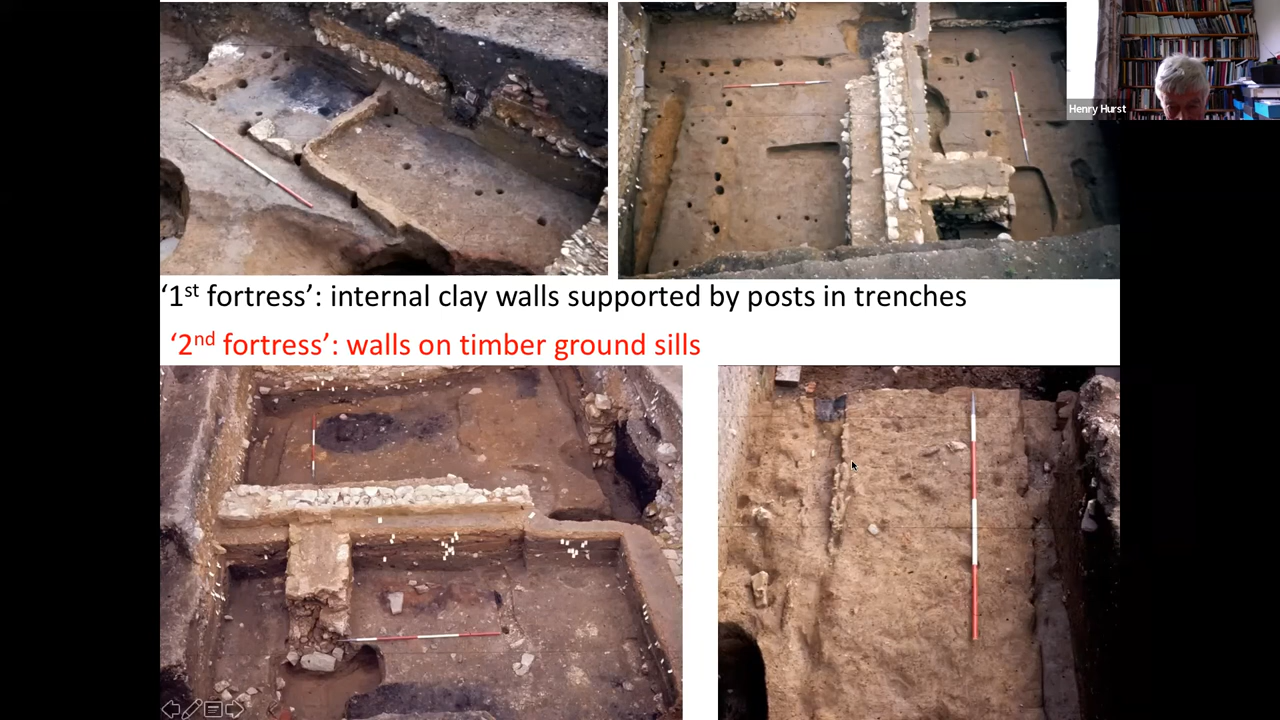 Henry Hurst
‘1st fortress’: internal clay walls supported by posts in trenches
‘2nd fortress’: walls on timber ground sills